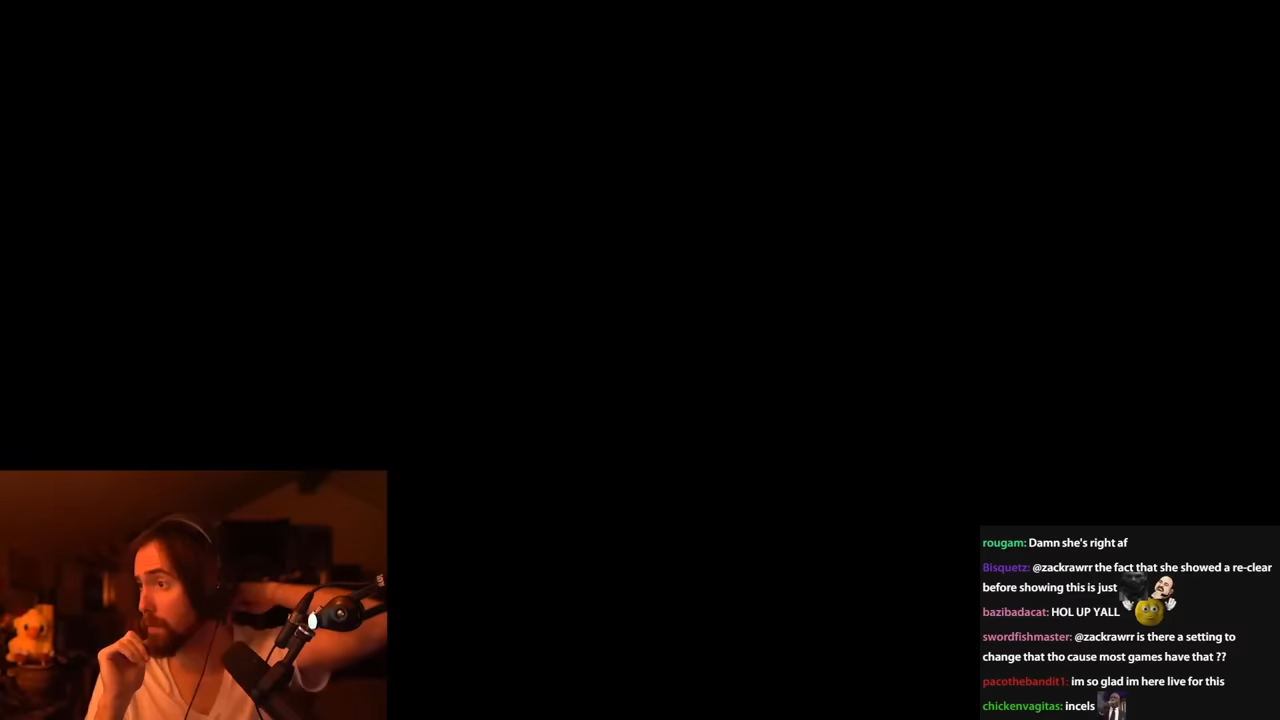 rougam: Damn she's right af
Bisquetz: @zackrawrr the fact that she showed a re-clear
before showing this is just
bazibadacat: HOL UP YALL
swordfishmaster: @zackrawrr is there a setting to
change that tho cause most games have that ??
pacothebandit1: im so glad im here live for this
chickenvagitas: incels